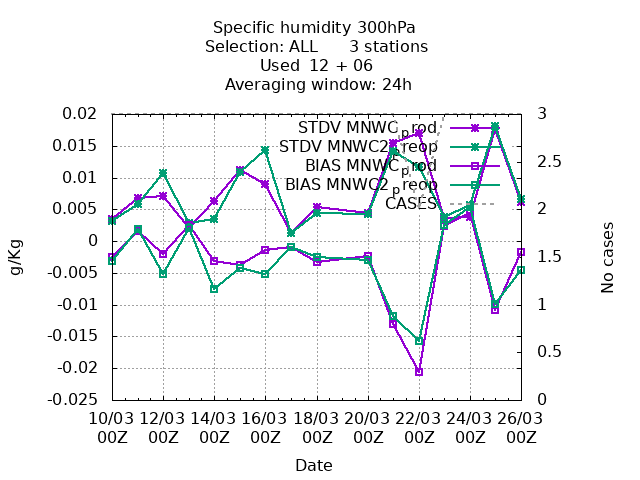 Specific humidity 300hPa
Selection: ALL 3 stations
Used 12 + 06
Averaging window: 24h
0.02
0.015
0.01
0.005
0
-0.005
-0.01
-0.015
-0.02
-0.025
g/Kg
STDV MNWC_prod
STDV MNWC2_preop
BIAS MNWC_prod
BIAS MNWC2_preop
CASES
3
2.5
2
1.5
1
0.5
0
No cases
10/03 12/03 14/03 16/03 18/03 20/03 22/03 24/03 26/03
00Z 00Z 00Z 00Z 00Z 00Z 00Z 00Z 00Z
Date